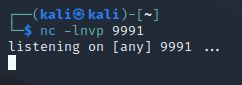 ┌──(kali㉿kali)-[~]
└─$ nc -lnvp 9991
listening on [any] 9991 ...